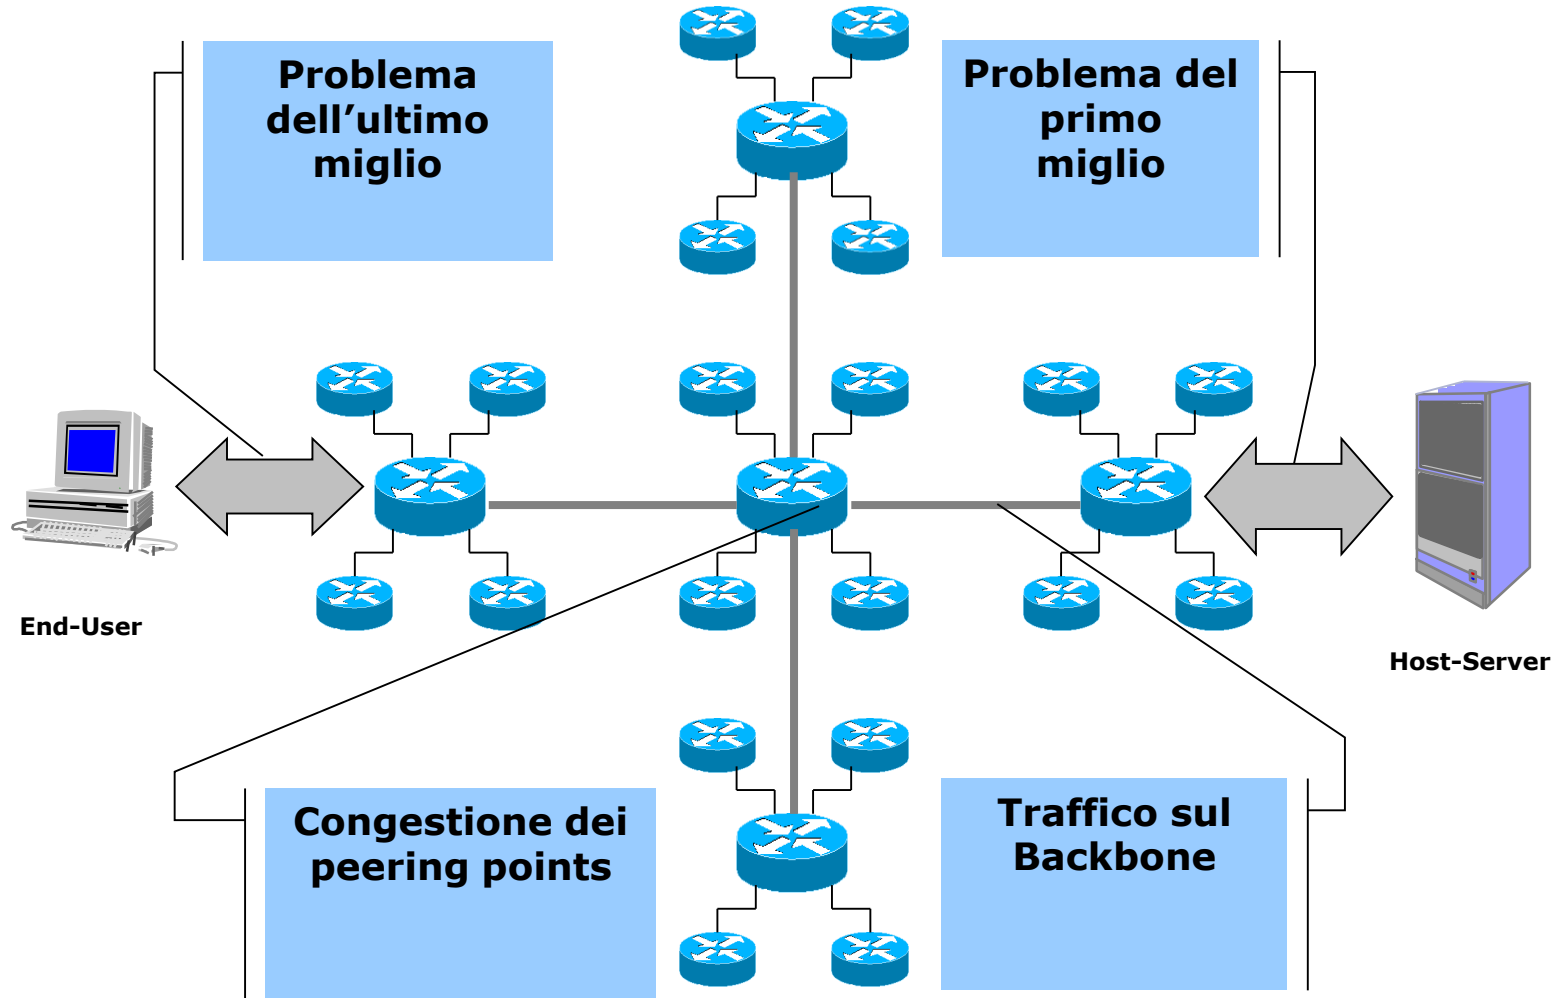 Problema
dell’ultimo
miglio
Problema del
primo
miglio
End-User
Host-Server
Congestione dei
peering points
Traffico sul
Backbone